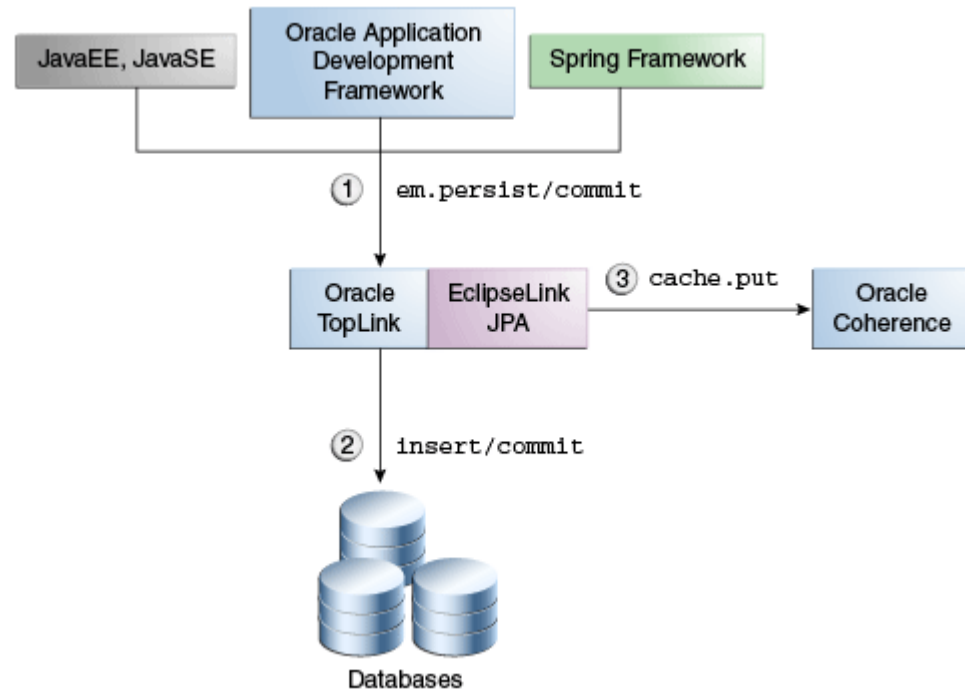 JavaEE, JavaSE
Oracle Application
Development
Framework
Spring Framework
1 em.persist/commit
Oracle
TopLink
EclipseLink
JPA
3 cache.put
Oracle
Coherence
2 insert/commit
Databases